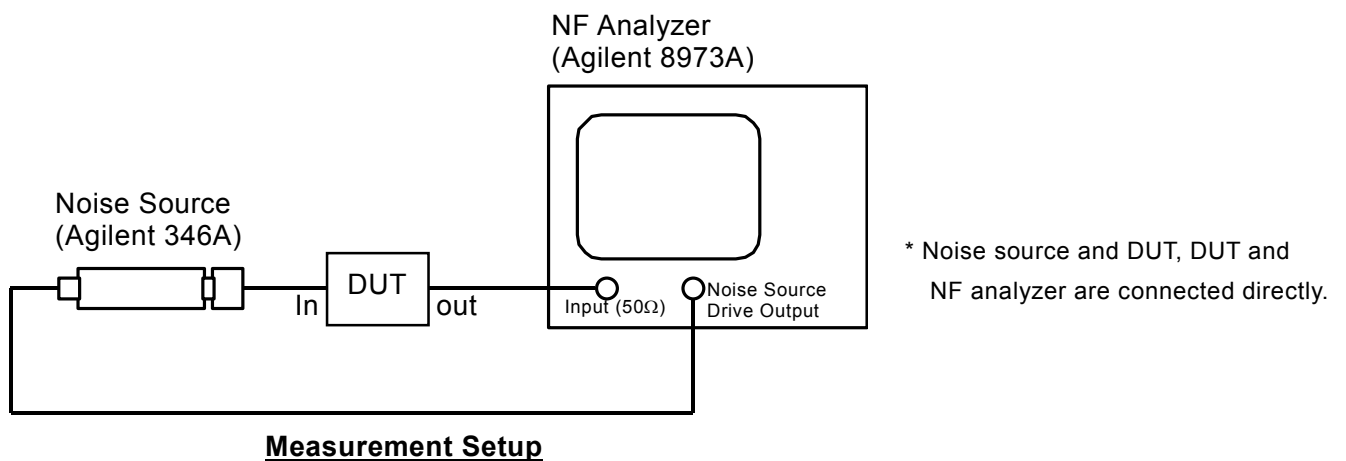 NF Analyzer
(Agilent 8973A)
Noise Source
(Agilent 346A)
DUT
In
out
Input (50Ω)
Noise Source
Drive Output
* Noise source and DUT, DUT and
NF analyzer are connected directly.
Measurement Setup